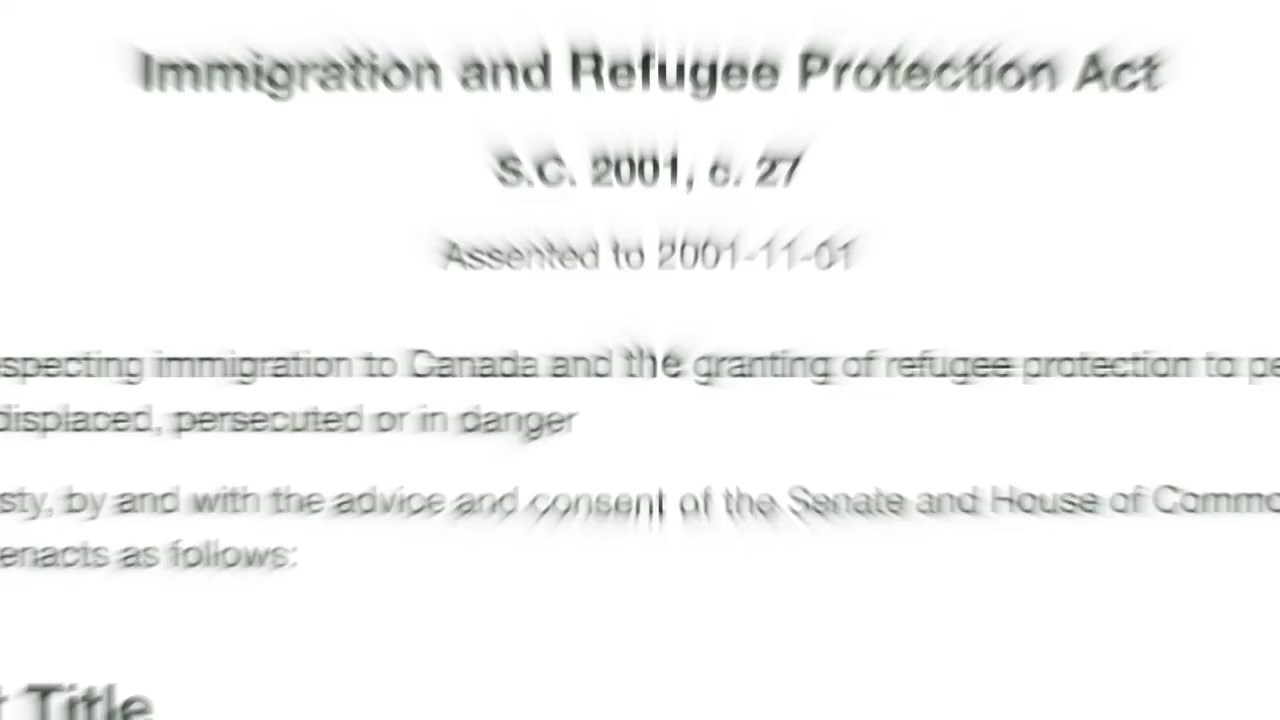 Immigration and Refugee Protection Act
S.C. 2001, c. 27
Assented to 2001-11-01
specting immigration to Canada and the granting of refugee protection to pe
displaced, persecuted or in danger
sty, by and with the advice and consent of the Senate and House of Commo
enacts as follows:
t Title